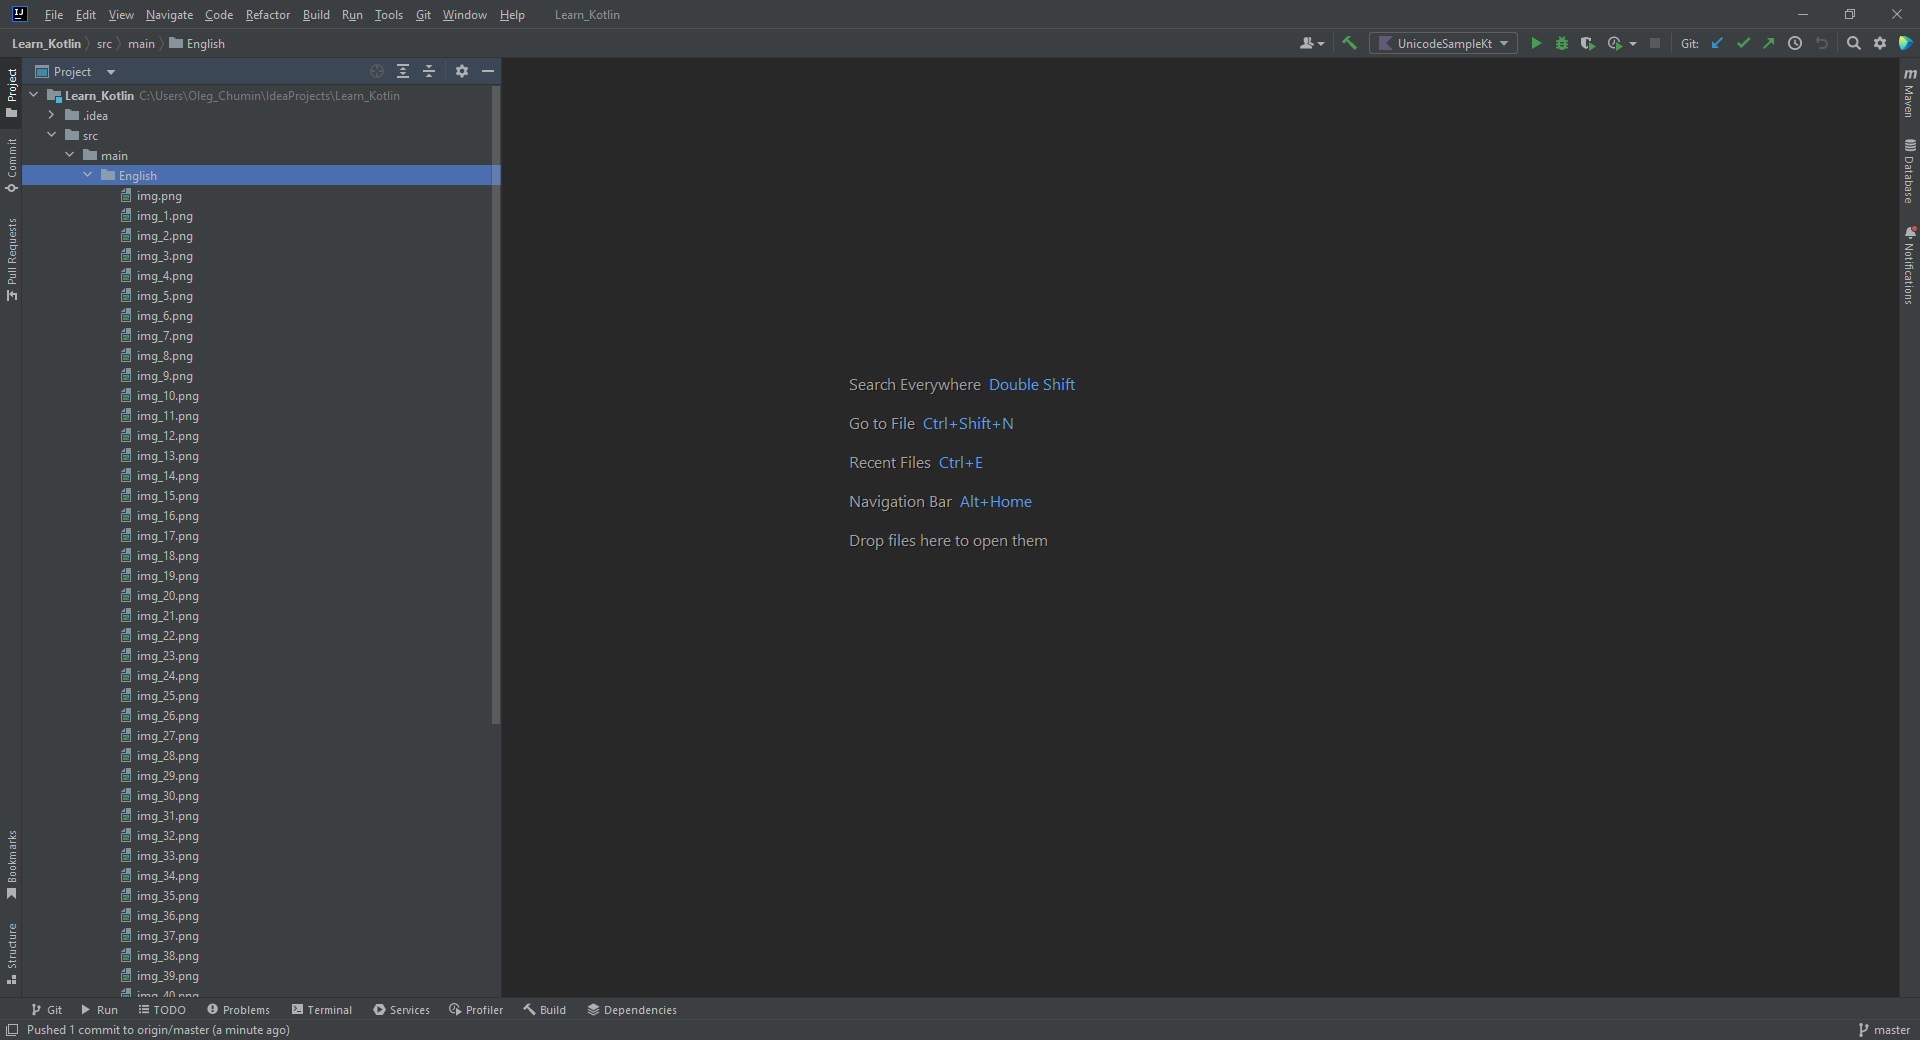 IJ File Edit View Navigate Code Refactor Build Run Tools Git Window Help Learn_Kotlin
Learn_Kotlin src main English UnicodeSampleKt Git:
Project
Learn_Kotlin C:\Users\Oleg_Chumin\IdeaProjects\Learn_Kotlin
.idea
src
main
English
img.png
img_1.png
img_2.png
img_3.png
img_4.png
img_5.png
img_6.png
img_7.png
img_8.png
img_9.png
img_10.png
img_11.png
img_12.png
img_13.png
img_14.png
img_15.png
img_16.png
img_17.png
img_18.png
img_19.png
img_20.png
img_21.png
img_22.png
img_23.png
img_24.png
img_25.png
img_26.png
img_27.png
img_28.png
img_29.png
img_30.png
img_31.png
img_32.png
img_33.png
img_34.png
img_35.png
img_36.png
img_37.png
img_38.png
img_39.png
img_40.png
Project
Commit
Pull Requests
Bookmarks
Structure
Search Everywhere Double Shift
Go to File Ctrl+Shift+N
Recent Files Ctrl+E
Navigation Bar Alt+Home
Drop files here to open them
m Maven
Database
Notifications
Git Run TODO Problems Terminal Services Profiler Build Dependencies
Pushed 1 commit to origin/master (a minute ago) master